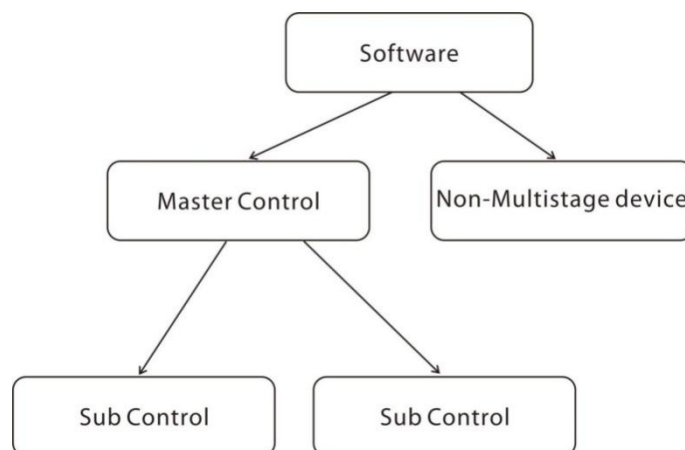 Software
Master Control
Non-Multistage device
Sub Control
Sub Control